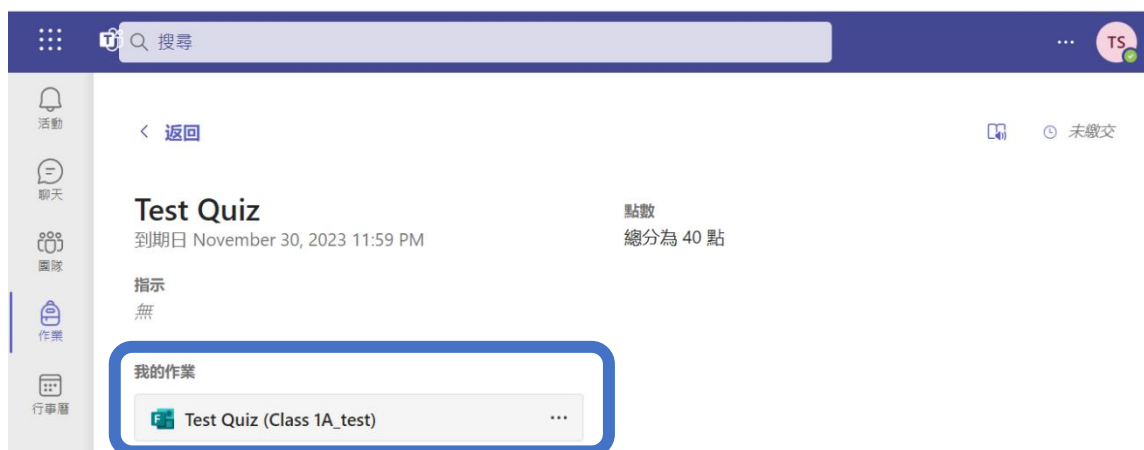 搜尋
TS
活動
聊天
團隊
作業
行事曆
返回
未繳交
Test Quiz
到期日 November 30, 2023 11:59 PM
點數
總分為 40 點
指示
無
我的作業
Test Quiz (Class 1A_test)